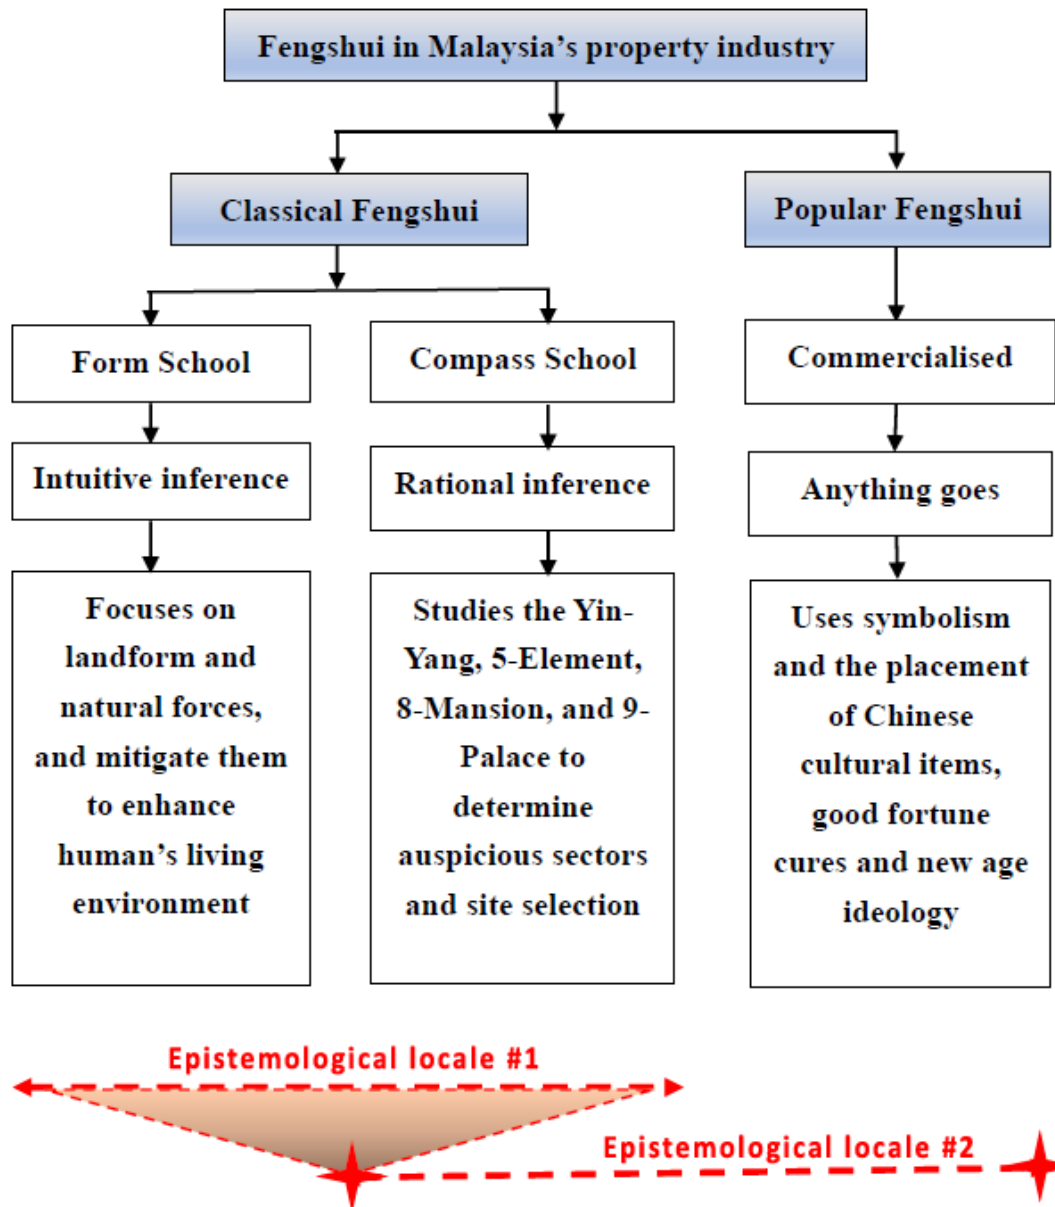 Fengshui in Malaysia's property industry
Classical Fengshui
Popular Fengshui
Form School
Compass School
Commercialised
Intuitive inference
Rational inference
Anything goes
Focuses on
landform and
natural forces,
and mitigate them
to enhance
human's living
environment
Studies the Yin-
Yang, 5-Element,
8-Mansion, and 9-
Palace to
determine
auspicious sectors
and site selection
Uses symbolism
and the placement
of Chinese
cultural items,
good fortune
cures and new age
ideology
Epistemological locale #1
Epistemological locale #2